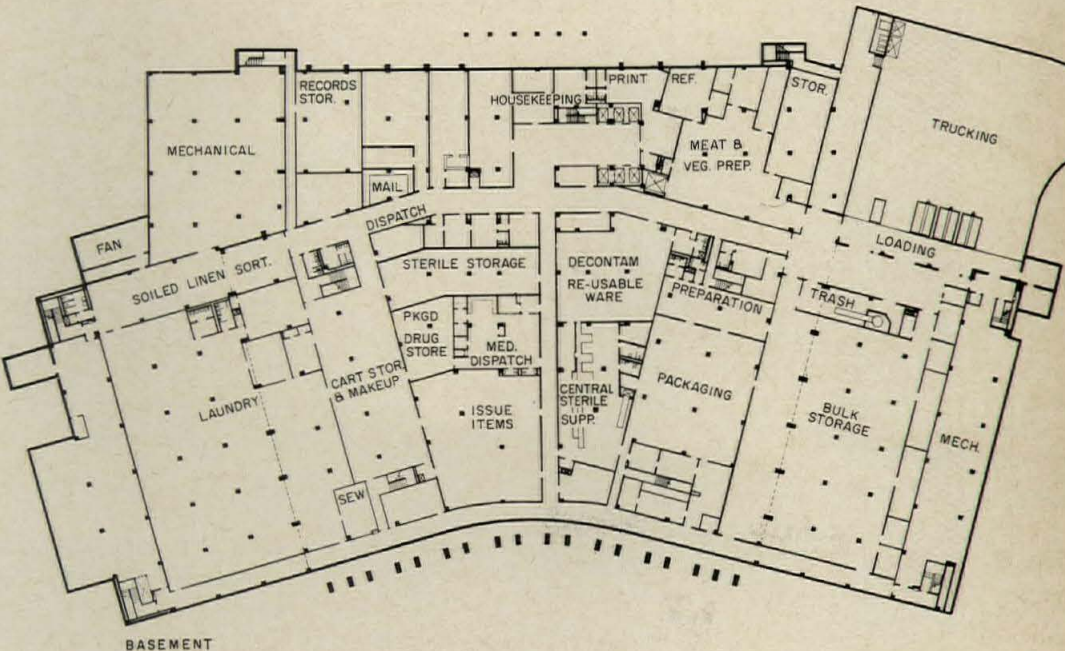 RECORDS
STOR.
HOUSEKEEPING
PRINT
REF.
STOR.
TRUCKING
MECHANICAL
MEAT &
VEG. PREP.
MAIL
DISPATCH
FAN
LOADING
SOILED LINEN SORT.
STERILE STORAGE
DECONTAM
RE-USABLE
WARE
PREPARATION
TRASH
PKGD
DRUG
STORE
MED.
DISPATCH
CART STOR.
& MAKEUP
LAUNDRY
ISSUE
ITEMS
CENTRAL
STERILE
SUPP.
PACKAGING
BULK
STORAGE
MECH.
SEW
BASEMENT